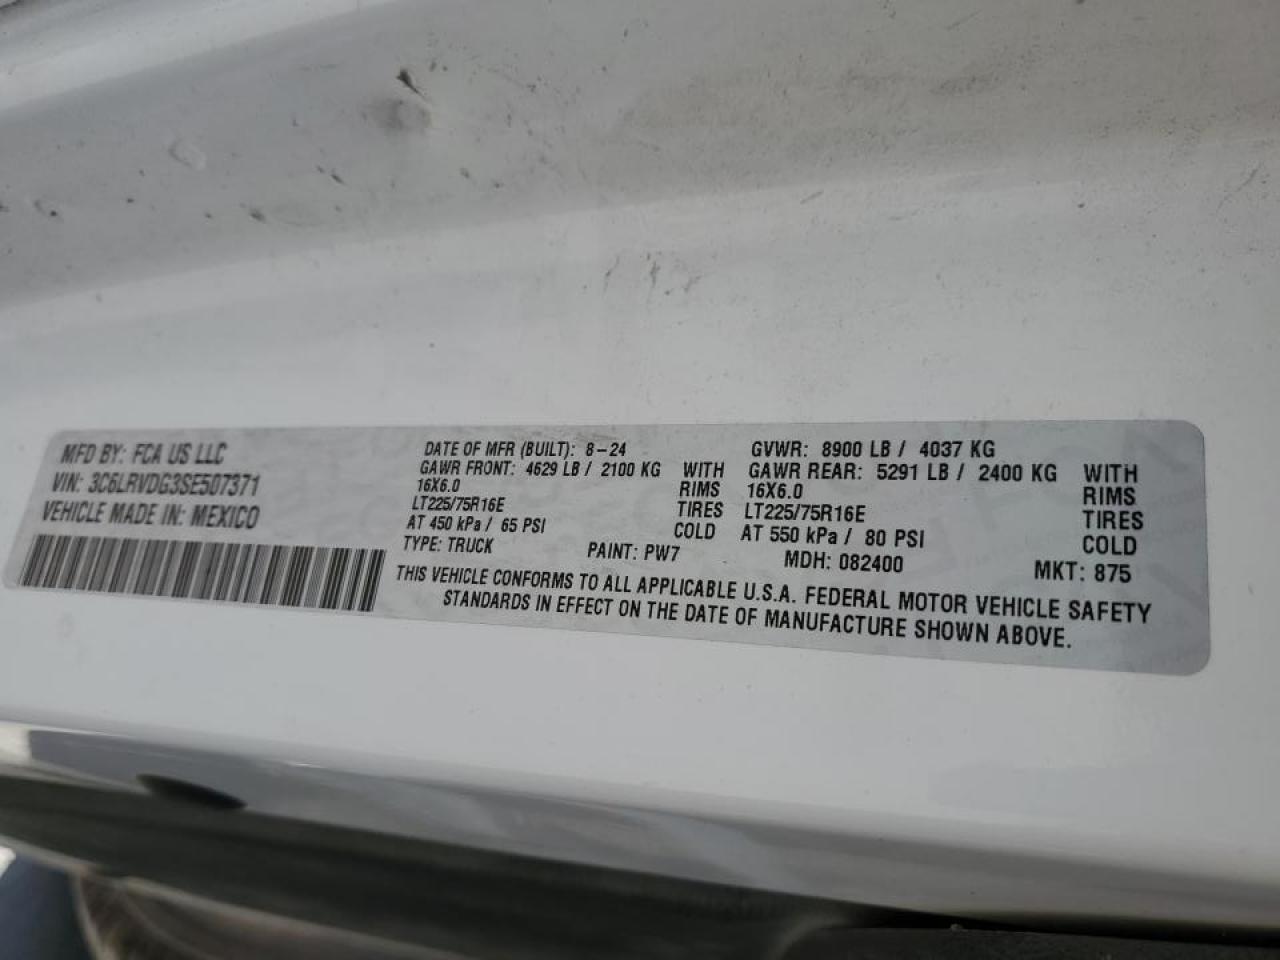 MFD BY: FCA US LLC
VIN: 3C6LRVDG3SE507371
VEHICLE MADE IN: MEXICO
DATE OF MFR (BUILT): 8-24 GVWR: 8900 LB / 4037 KG
GAWR FRONT: 4629 LB / 2100 KG WITH GAWR REAR: 5291 LB / 2400 KG WITH
16X6.0 RIMS 16X6.0 RIMS
LT225/75R16E TIRES LT225/75R16E TIRES
AT 450 kPa / 65 PSI COLD AT 550 kPa / 80 PSI COLD
TYPE: TRUCK PAINT: PW7 MDH: 082400 MKT: 875
THIS VEHICLE CONFORMS TO ALL APPLICABLE U.S.A. FEDERAL MOTOR VEHICLE SAFETY
STANDARDS IN EFFECT ON THE DATE OF MANUFACTURE SHOWN ABOVE.